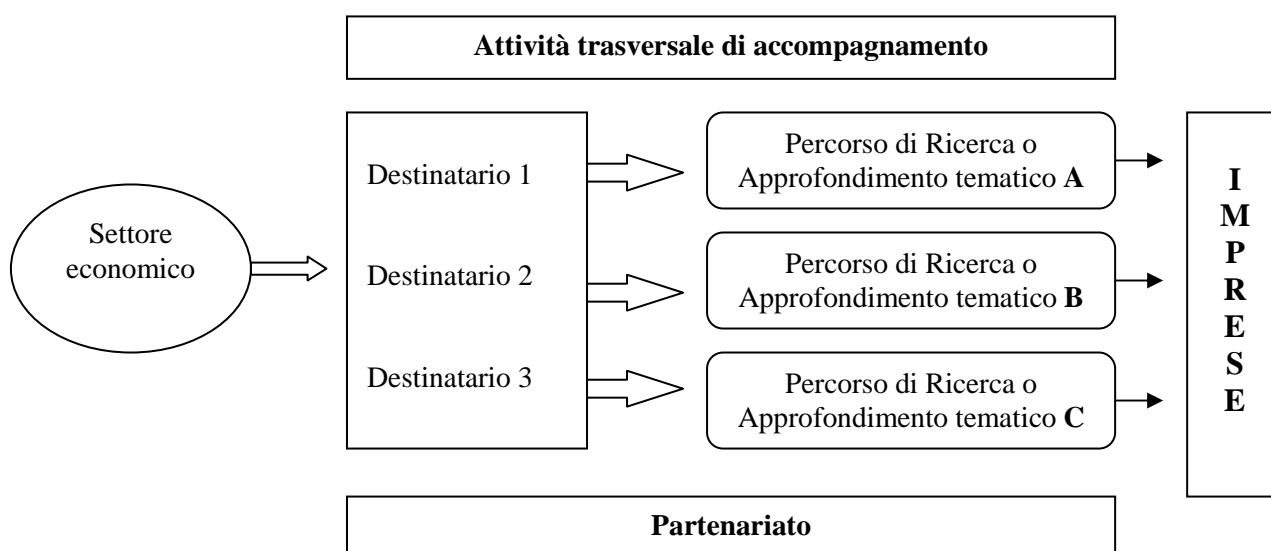 Attività trasversale di accompagnamento
Settore
economico
Destinatario 1
Destinatario 2
Destinatario 3
Percorso di Ricerca o
Approfondimento tematico A
Percorso di Ricerca o
Approfondimento tematico B
Percorso di Ricerca o
Approfondimento tematico C
I
M
P
R
E
S
E
Partenariato